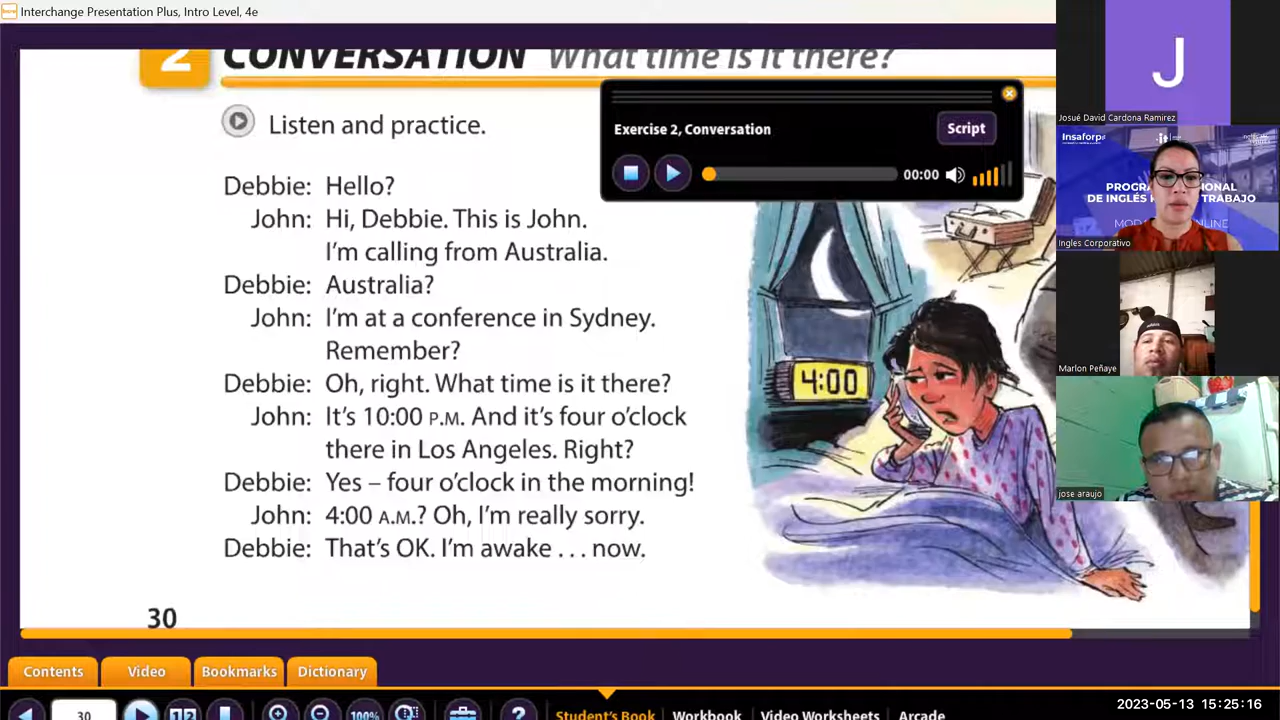 Interchange Presentation Plus, Intro Level, 4e
2 CONVERSATION What time is it there?
Listen and practice.
Exercise 2, Conversation
Script
00:00
Debbie: Hello?
John: Hi, Debbie. This is John.
I'm calling from Australia.
Debbie: Australia?
John: I'm at a conference in Sydney.
Remember?
Debbie: Oh, right. What time is it there?
John: It's 10:00 P.M. And it's four o'clock
there in Los Angeles. Right?
Debbie: Yes – four o'clock in the morning!
John: 4:00 A.M.? Oh, I'm really sorry.
Debbie: That's OK. I'm awake . . . now.
4:00
30
J
Josué David Cardona Ramirez
Insaforp
DE INGLÉS
TRABAJO
Ingles Corporativo
Marlon Peñaye
jose araujo
Contents
Video
Bookmarks
Dictionary
30
100%
?
Student's Book
Workbook
Video Worksheets
Arcade
2023-05-13 15:25:16